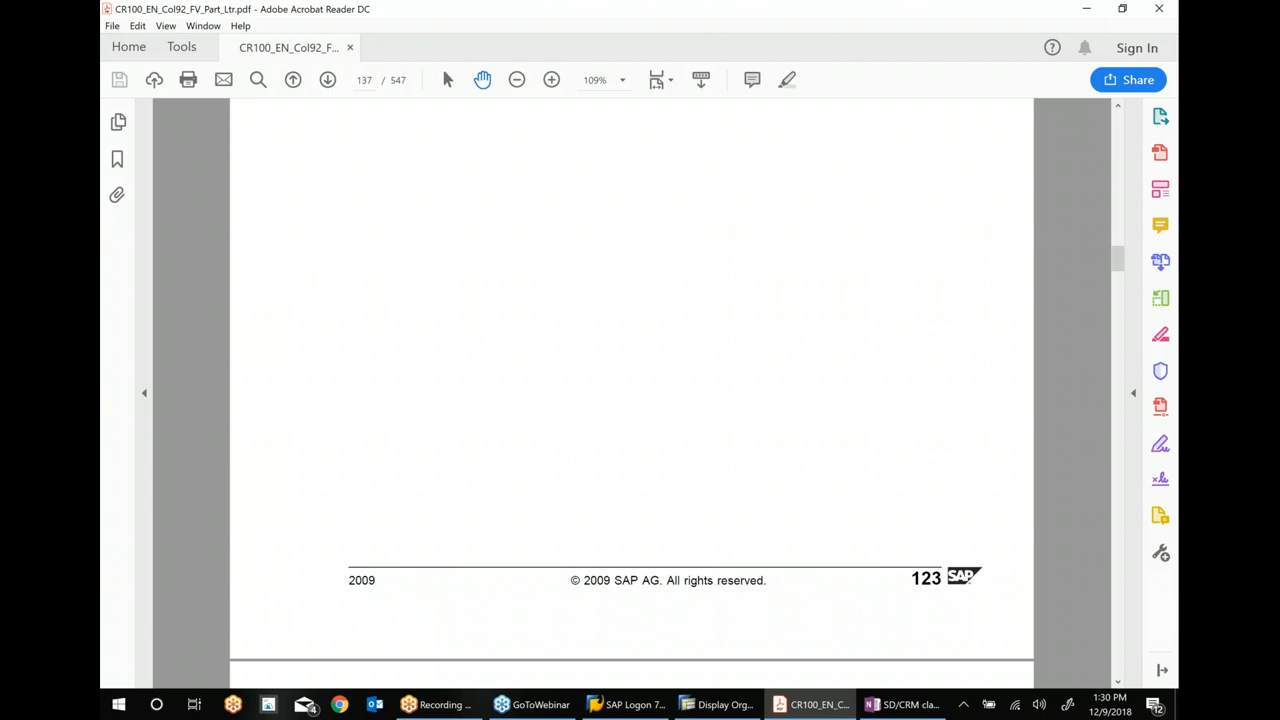 CR100_EN_Col92_FV_Part_Ltr.pdf - Adobe Acrobat Reader DC
File Edit View Window Help
Home Tools CR100_EN_Col92_F... × Sign In
137 / 547 109% Share
2009 © 2009 SAP AG. All rights reserved. 123 SAP
4 Recording ... GoToWebinar SAP Logon 7... Display Org... CR100_EN_C... SD/CRM cla... 1:30 PM
12/9/2018 12